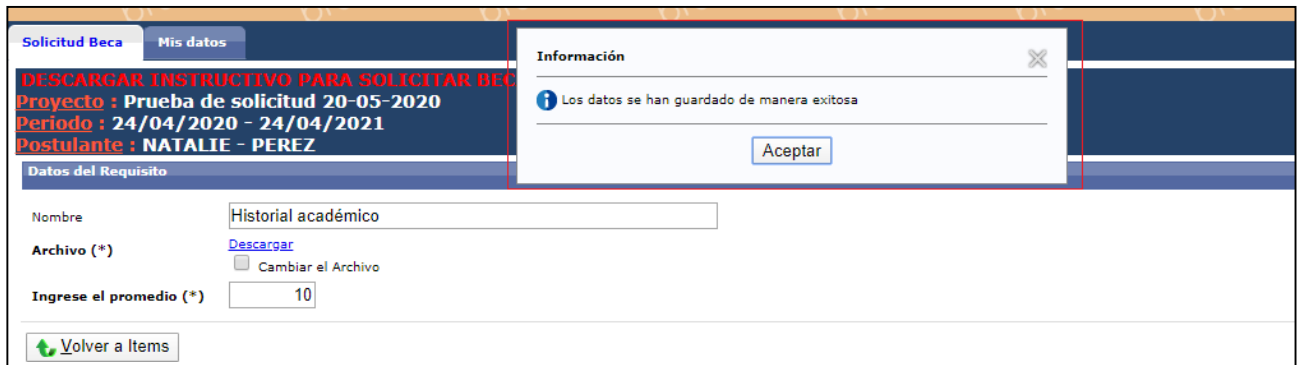 Solicitud Beca
Mis datos
DESCARGAR INSTRUCTIVO PARA SOLICITAR BEC
Proyecto : Prueba de solicitud 20-05-2020
Periodo : 24/04/2020 - 24/04/2021
Postulante : NATALIE - PEREZ
Información
Los datos se han guardado de manera exitosa
Aceptar
Datos del Requisito
Nombre Historial académico
Archivo (*) Descargar
Cambiar el Archivo
Ingrese el promedio (*) 10
Volver a Items